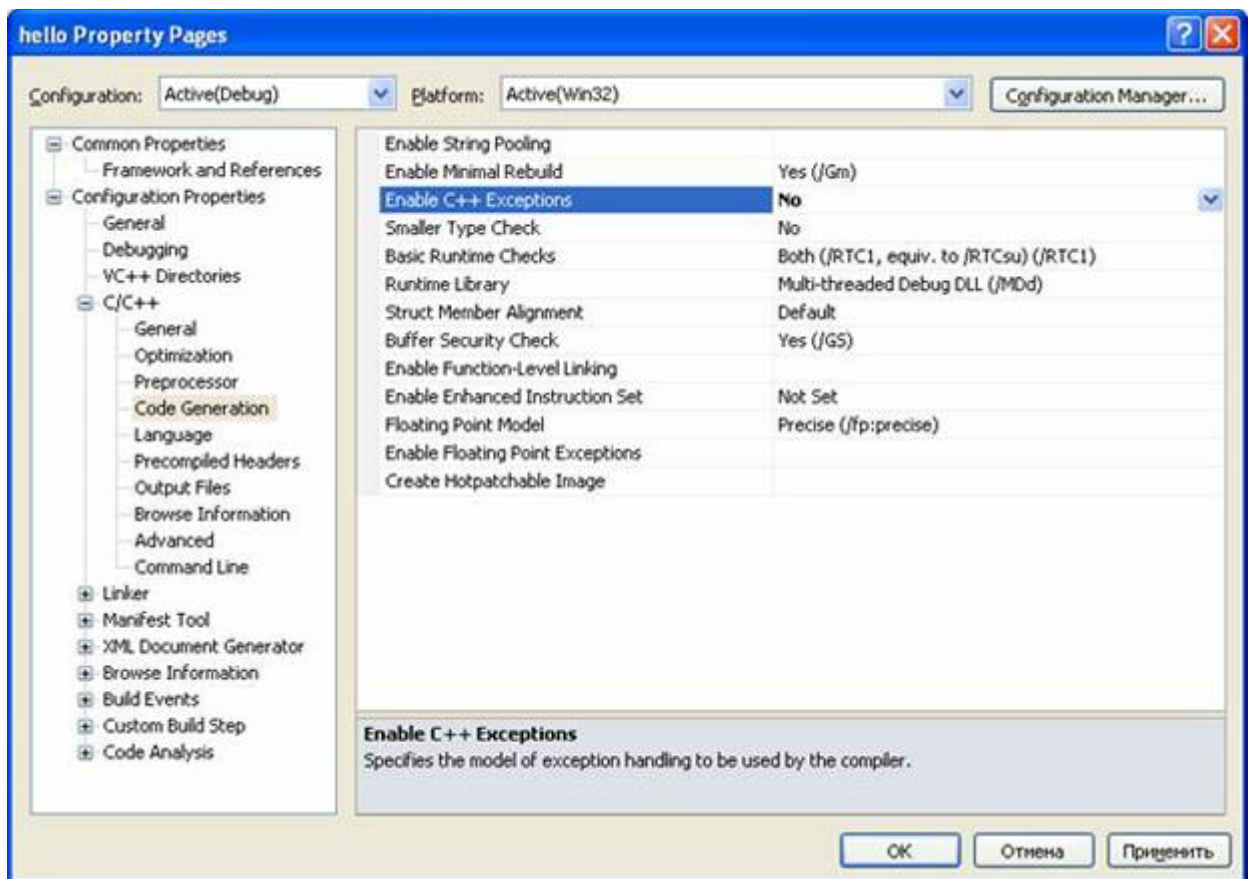 hello Property Pages
Configuration: Active(Debug) Platform: Active(Win32) Configuration Manager...
Common Properties
Framework and References
Configuration Properties
General
Debugging
VC++ Directories
C/C++
General
Optimization
Preprocessor
Code Generation
Language
Precompiled Headers
Output Files
Browse Information
Advanced
Command Line
Linker
Manifest Tool
XML Document Generator
Browse Information
Build Events
Custom Build Step
Code Analysis
Enable String Pooling
Enable Minimal Rebuild Yes (/Gm)
Enable C++ Exceptions No
Smaller Type Check No
Basic Runtime Checks Both (/RTC1, equiv. to /RTCsu) (/RTC1)
Runtime Library Multi-threaded Debug DLL (/MDd)
Struct Member Alignment Default
Buffer Security Check Yes (/GS)
Enable Function-Level Linking
Enable Enhanced Instruction Set Not Set
Floating Point Model Precise (/fp:precise)
Enable Floating Point Exceptions
Create Hotpatchable Image
Enable C++ Exceptions
Specifies the model of exception handling to be used by the compiler.
OK Отмена Применить